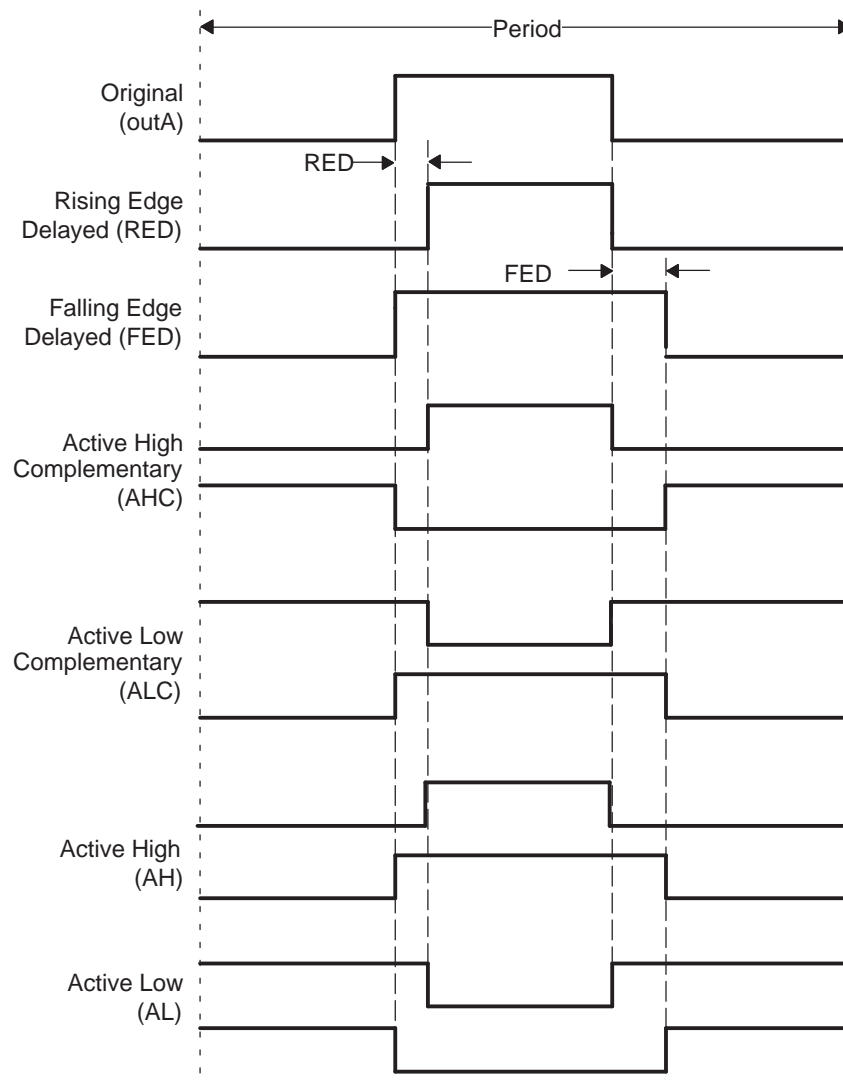 Period
Original
(outA)
RED
Rising Edge
Delayed (RED)
FED
Falling Edge
Delayed (FED)
Active High
Complementary
(AHC)
Active Low
Complementary
(ALC)
Active High
(AH)
Active Low
(AL)